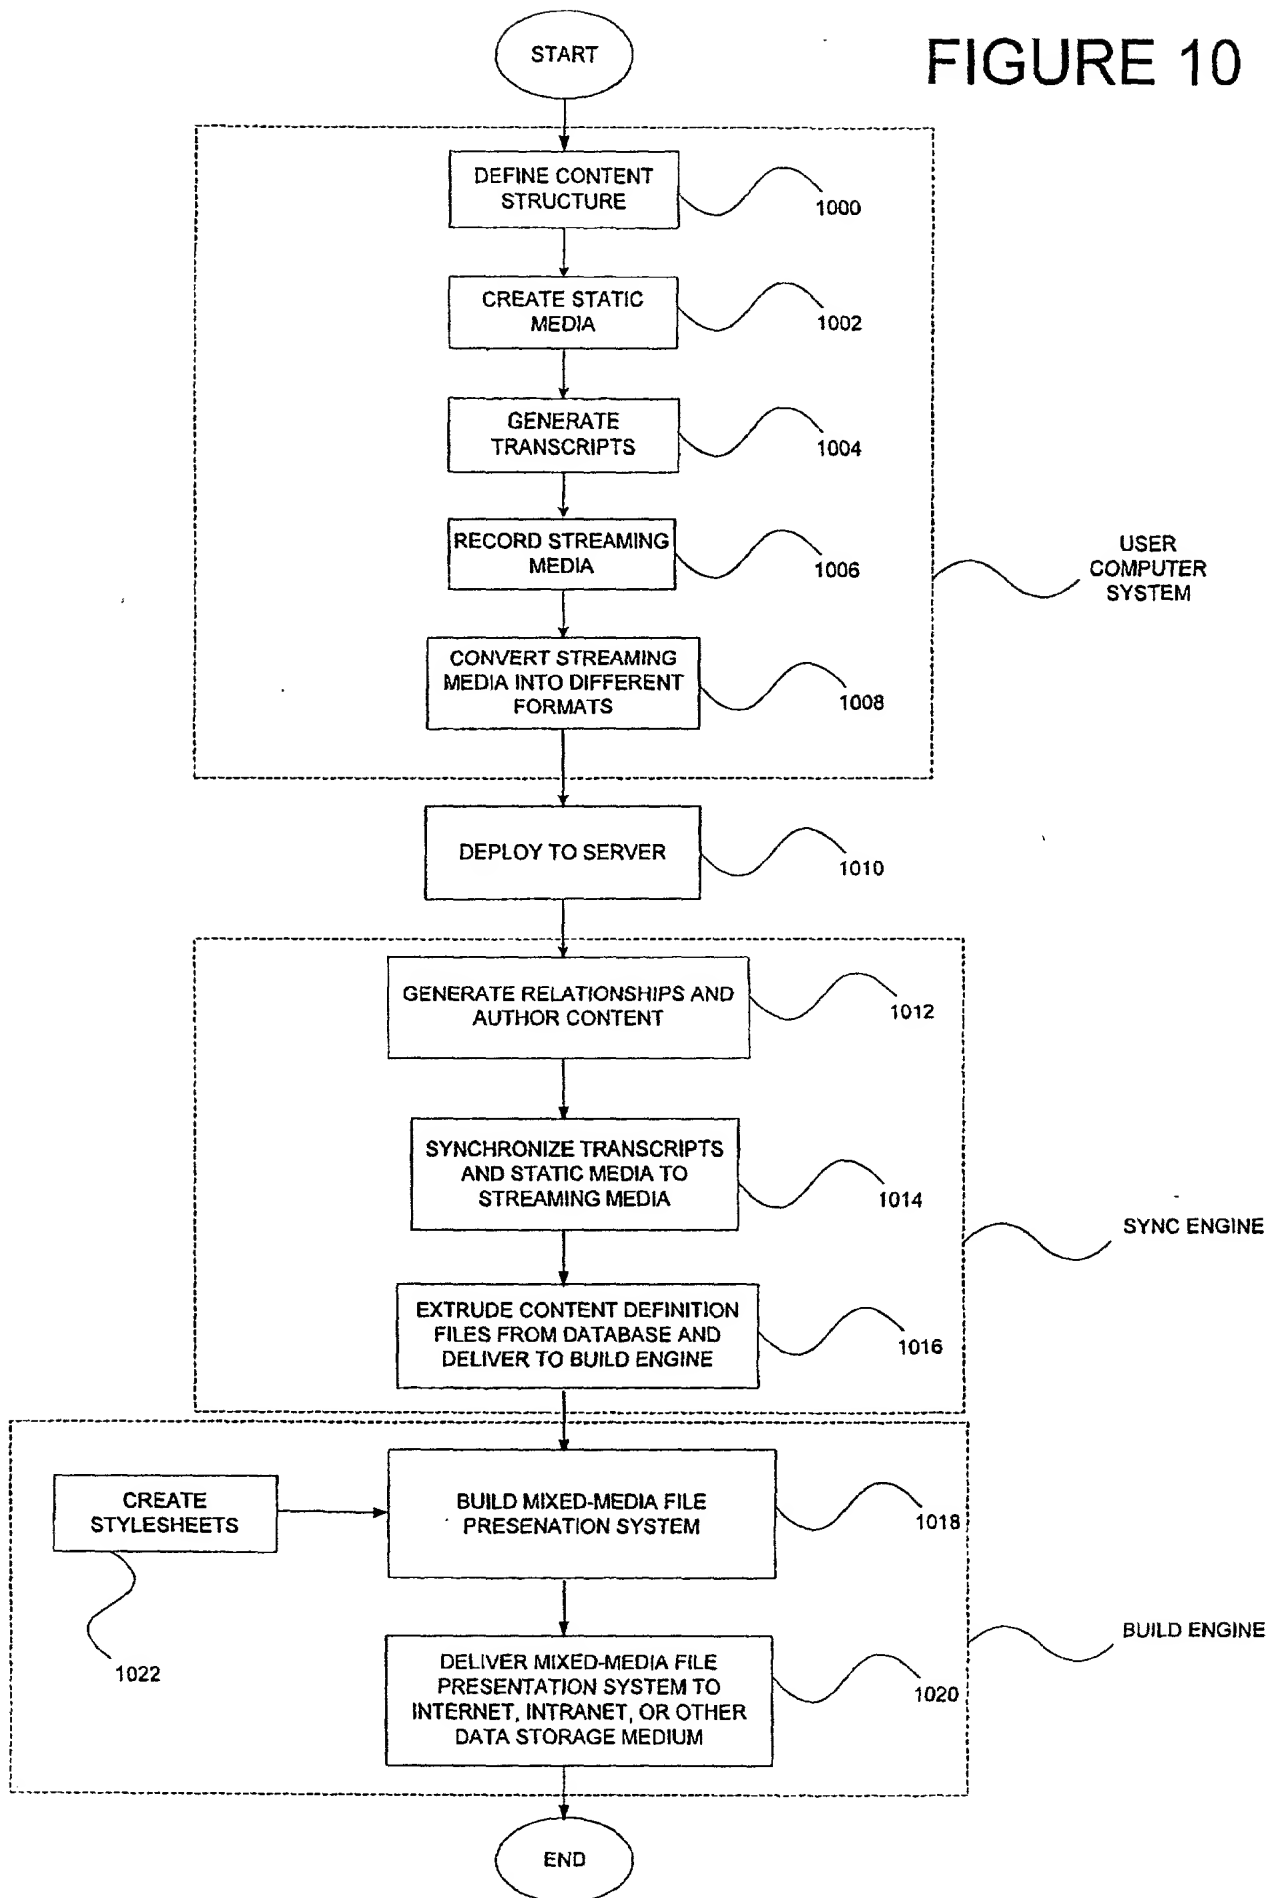 START
FIGURE 10
DEFINE CONTENT
STRUCTURE
1000
CREATE STATIC
MEDIA
1002
GENERATE
TRANSCRIPTS
1004
RECORD STREAMING
MEDIA
1006
USER
COMPUTER
SYSTEM
CONVERT STREAMING
MEDIA INTO DIFFERENT
FORMATS
1008
DEPLOY TO SERVER
1010
GENERATE RELATIONSHIPS AND
AUTHOR CONTENT
1012
SYNCHRONIZE TRANSCRIPTS
AND STATIC MEDIA TO
STREAMING MEDIA
1014
SYNC ENGINE
EXTRUDE CONTENT DEFINITION
FILES FROM DATABASE AND
DELIVER TO BUILD ENGINE
1016
CREATE
STYLESHEETS
1022
BUILD MIXED-MEDIA FILE
PRESENATION SYSTEM
1018
BUILD ENGINE
DELIVER MIXED-MEDIA FILE
PRESENTATION SYSTEM TO
INTERNET, INTRANET, OR OTHER
DATA STORAGE MEDIUM
1020
END